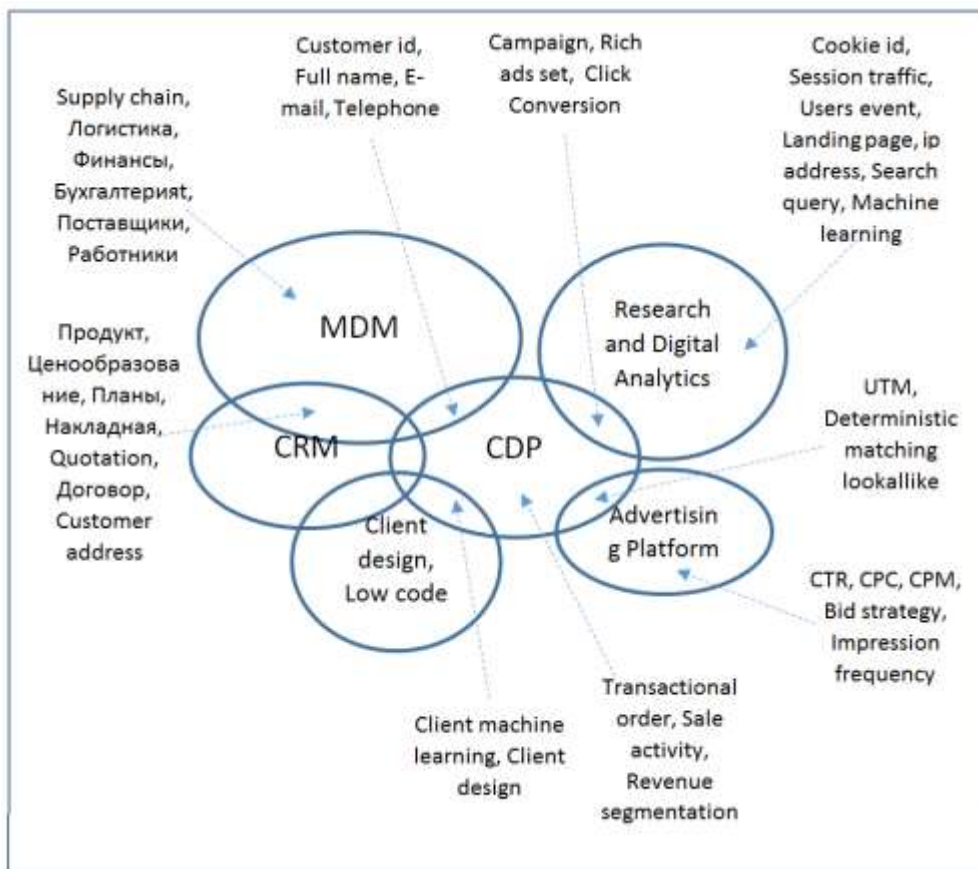 Customer id,
Full name, E-
mail, Telephone
Campaign, Rich
ads set, Click
Conversion
Cookie id,
Session traffic,
Users event,
Landing page, ip
address, Search
query, Machine
learning
Supply chain,
Логистика,
Финансы,
Бухгалтерият,
Поставщики,
Работники
MDM
Research
and Digital
Analytics
Продукт,
Ценообразова
ние, Планы,
Накладная,
Quotation,
Договор,
Customer
address
CRM
CDP
UTM,
Deterministic
matching
lookallike
Client
design,
Low code
Advertisin
g Platform
CTR, CPC, CPM,
Bid strategy,
Impression
frequency
Client machine
learning, Client
design
Transactional
order, Sale
activity,
Revenue
segmentation